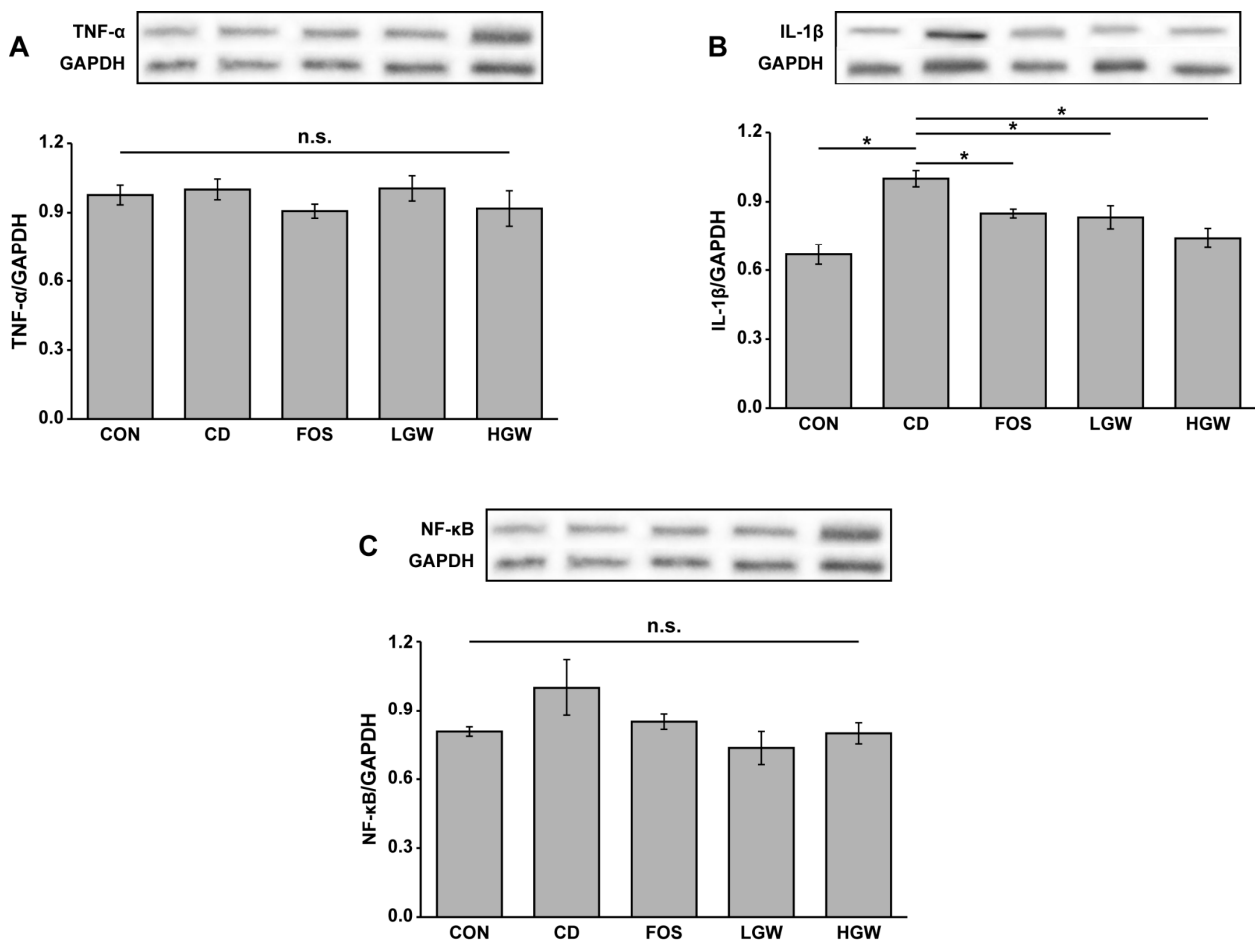 A
TNF-α
GAPDH
n.s.
TNF-α/GAPDH
1.2
0.9
0.6
0.3
0.0
CON CD FOS LGW HGW
B
IL-1β
GAPDH
*
*
*
*
IL-1β/GAPDH
1.2
0.9
0.6
0.3
0.0
CON CD FOS LGW HGW
C
NF-κB
GAPDH
n.s.
NF-κB/GAPDH
1.2
0.9
0.6
0.3
0.0
CON CD FOS LGW HGW